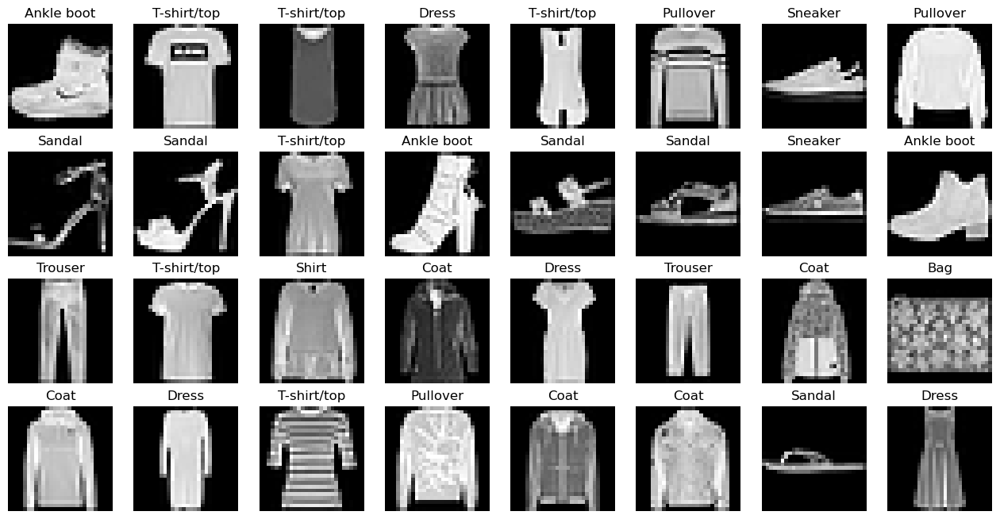 Ankle boot T-shirt/top T-shirt/top Dress T-shirt/top Pullover Sneaker Pullover
Sandal Sandal T-shirt/top Ankle boot Sandal Sandal Sneaker Ankle boot
Trouser T-shirt/top Shirt Coat Dress Trouser Coat Bag
Coat Dress T-shirt/top Pullover Coat Coat Sandal Dress